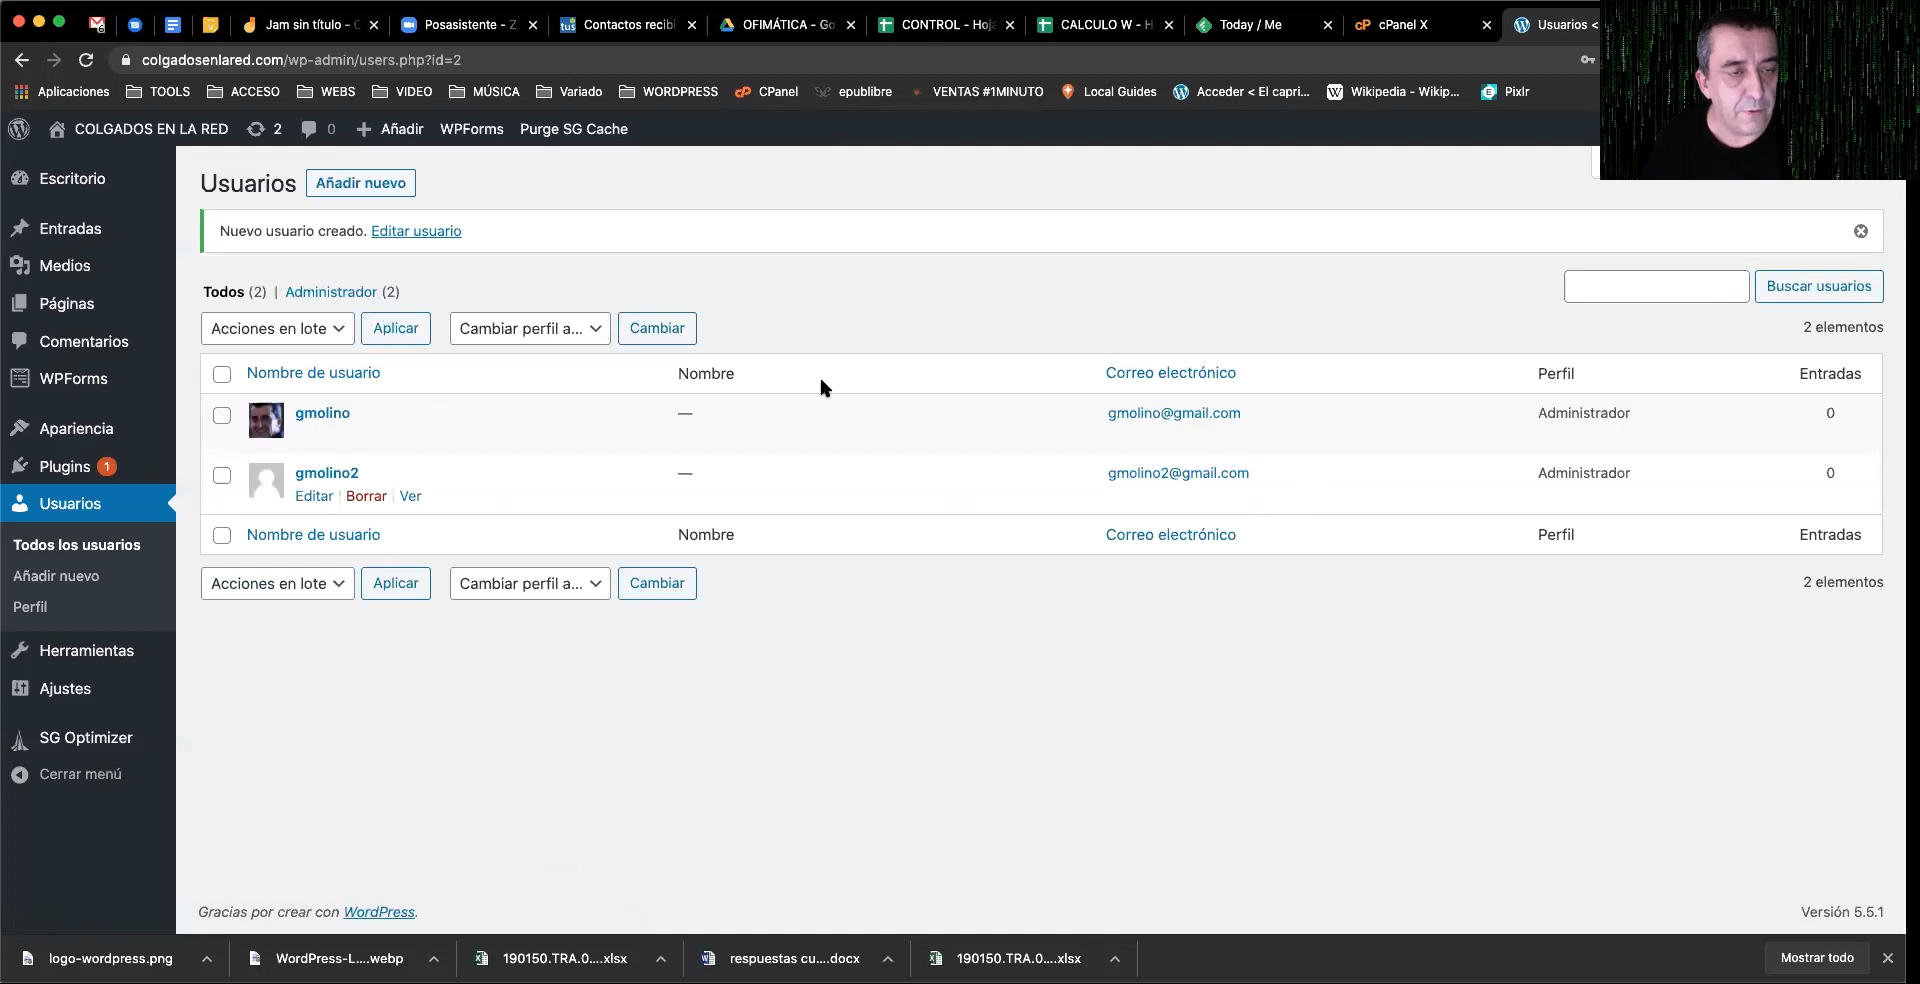 Jam sin título - C
Posasistente - Z
tus
Contactos recibi
OFIMÁTICA - Go
CONTROL - Hoj
CALCULO W - H
Today / Me
cP
cPanel X
Usuarios <
colgadosenlared.com/wp-admin/users.php?id=2
Aplicaciones
TOOLS
ACCESO
WEBS
VIDEO
MÚSICA
Variado
WORDPRESS
cP
CPanel
epublibre
VENTAS #1MINUTO
Local Guides
Acceder < El capri...
Wikipedia - Wikip...
Pixlr
COLGADOS EN LA RED
2
0
Añadir
WPForms
Purge SG Cache
Escritorio
Entradas
Medios
Páginas
Comentarios
WPForms
Apariencia
Plugins 1
Usuarios
Todos los usuarios
Añadir nuevo
Perfil
Herramientas
Ajustes
SG Optimizer
Cerrar menú
Usuarios
Añadir nuevo
Nuevo usuario creado. Editar usuario
Todos (2) | Administrador (2)
Buscar usuarios
Acciones en lote
Aplicar
Cambiar perfil a...
Cambiar
2 elementos
Nombre de usuario
Nombre
Correo electrónico
Perfil
Entradas
gmolino
—
gmolino@gmail.com
Administrador
0
gmolino2
—
gmolino2@gmail.com
Administrador
0
Editar | Borrar | Ver
Nombre de usuario
Nombre
Correo electrónico
Perfil
Entradas
Acciones en lote
Aplicar
Cambiar perfil a...
Cambiar
2 elementos
Gracias por crear con WordPress.
Versión 5.5.1
logo-wordpress.png
WordPress-L....webp
190150.TRA.0....xlsx
respuestas cu....docx
190150.TRA.0....xlsx
Mostrar todo